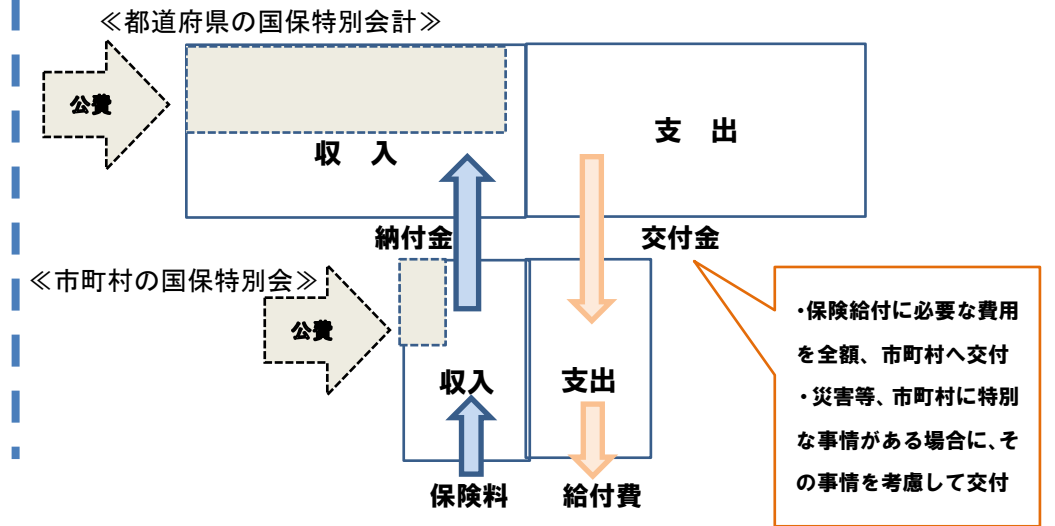 ≪都道府県の国保特別会計≫
公費
収 入
支 出
納付金
交付金
≪市町村の国保特別会≫
公費
収入
支出
保険料
給付費
・保険給付に必要な費用
を全額、市町村へ交付
・災害等、市町村に特別
な事情がある場合に、そ
の事情を考慮して交付